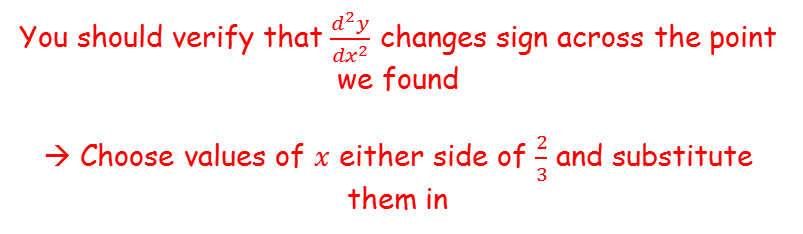 You should verify that d²y/dx² changes sign across the point
we found
→ Choose values of x either side of 2/3 and substitute
them in